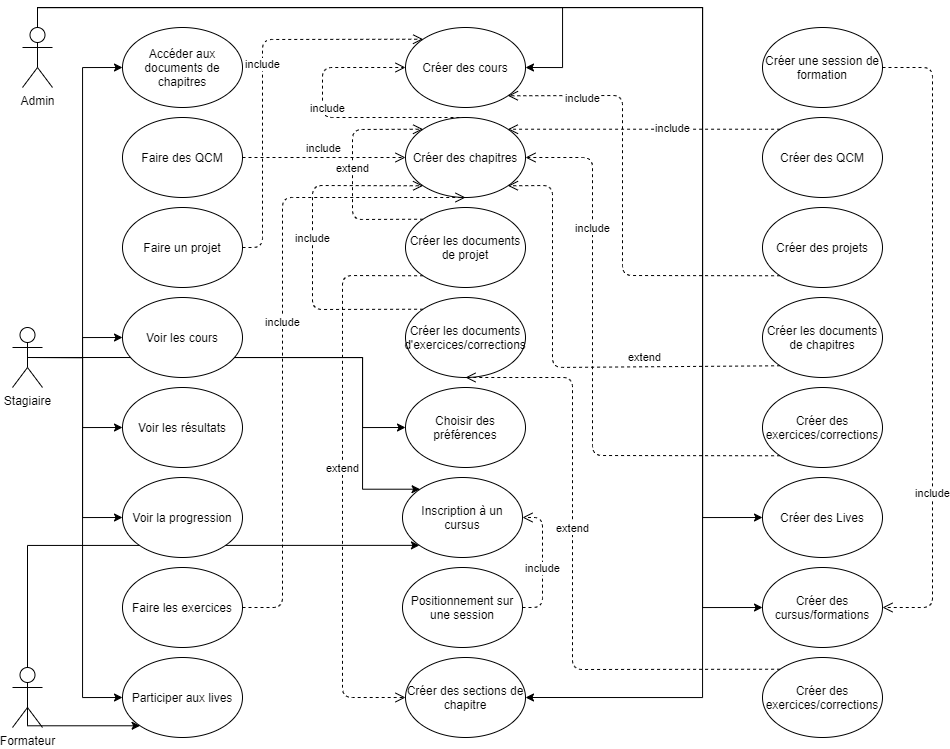 Admin
Stagiaire
Formateur
Accéder aux
documents de
chapitres
Faire des QCM
Faire un projet
Voir les cours
Voir les résultats
Voir la progression
Faire les exercices
Participer aux lives
include
include
include
include
extend
include
extend
Créer des cours
Créer des chapitres
Créer les documents
de projet
Créer les documents
d'exercices/corrections
Choisir des
préférences
Inscription à un
cursus
Positionnement sur
une session
Créer des sections de
chapitre
include
include
include
extend
extend
include
include
Créer une session de
formation
Créer des QCM
Créer des projets
Créer les documents
de chapitres
Créer des
exercices/corrections
Créer des Lives
Créer des
cursus/formations
Créer des
exercices/corrections